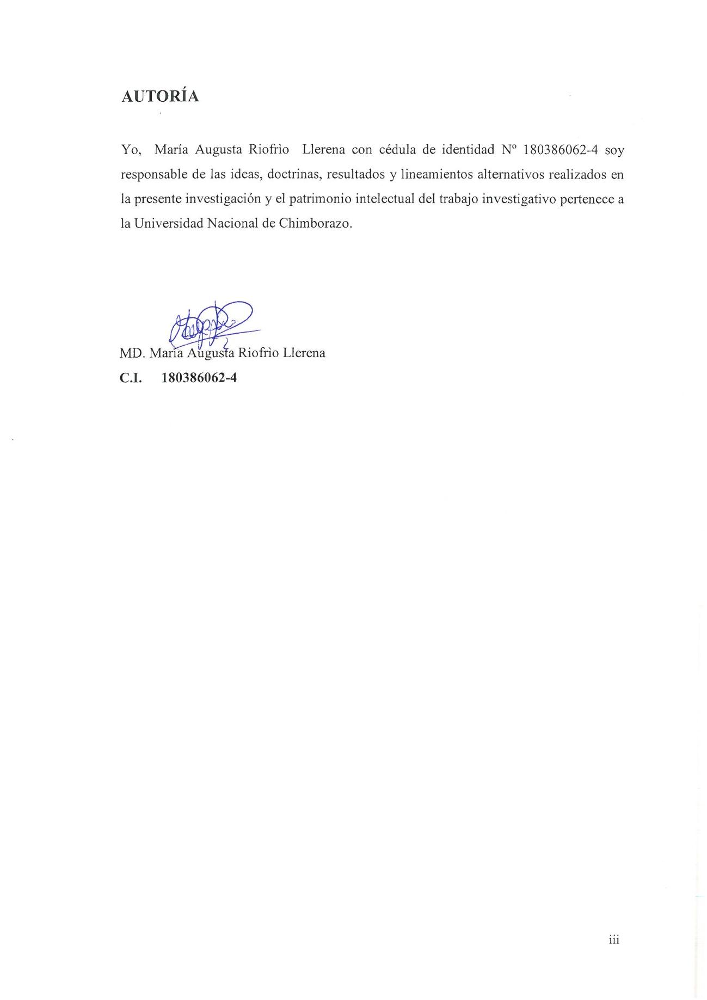 AUTORÍA
Yo, María Augusta Riofrìo Llerena con cédula de identidad Nº 180386062-4 soy
responsable de las ideas, doctrinas, resultados y lineamientos alternativos realizados en
la presente investigación y el patrimonio intelectual del trabajo investigativo pertenece a
la Universidad Nacional de Chimborazo.
MD. María Augusta Riofrìo Llerena
C.I. 180386062-4
iii